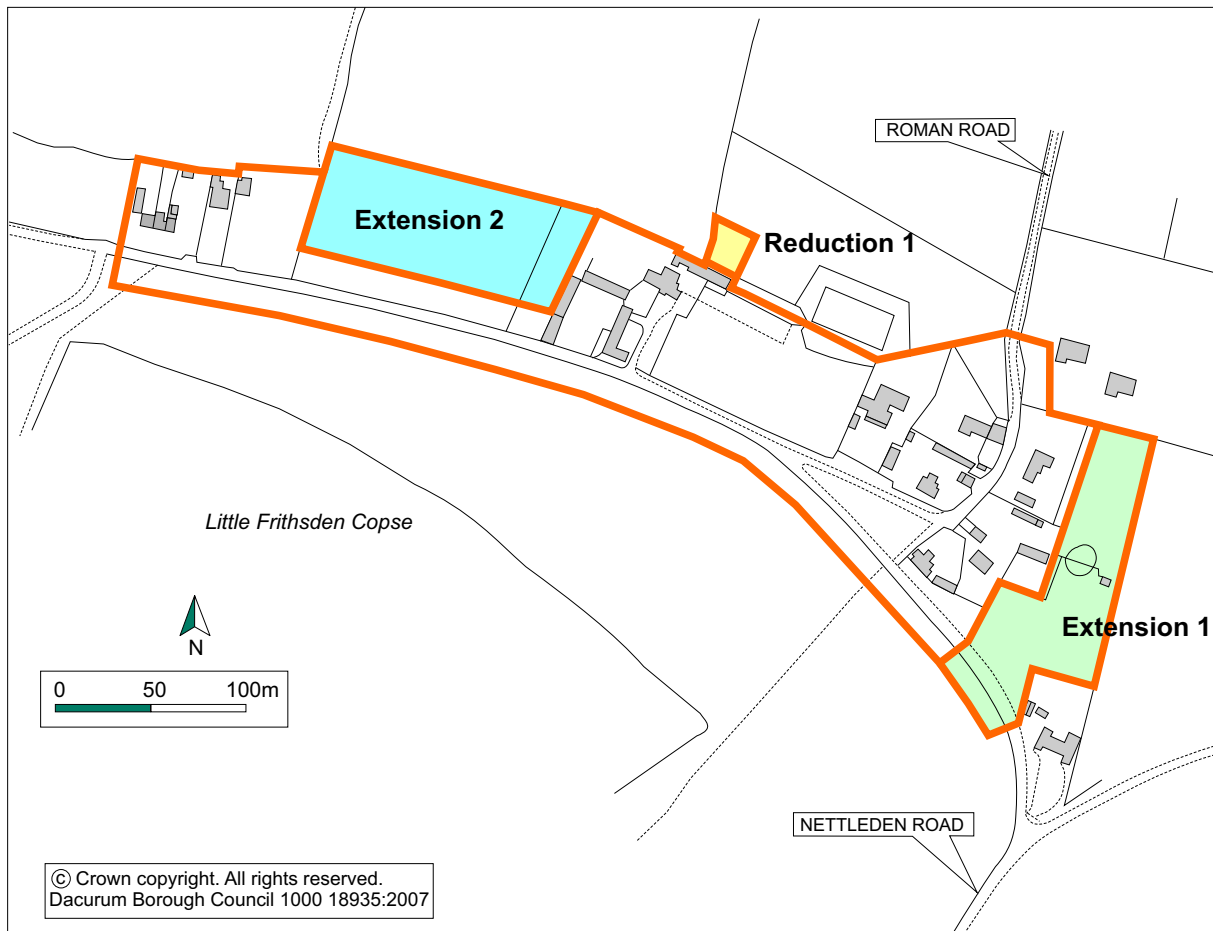 ROMAN ROAD
Extension 2
Reduction 1
Little Frithsden Copse
Extension 1
N
0 50 100m
NETTLEDEN ROAD
© Crown copyright. All rights reserved.
Dacurum Borough Council 1000 18935:2007